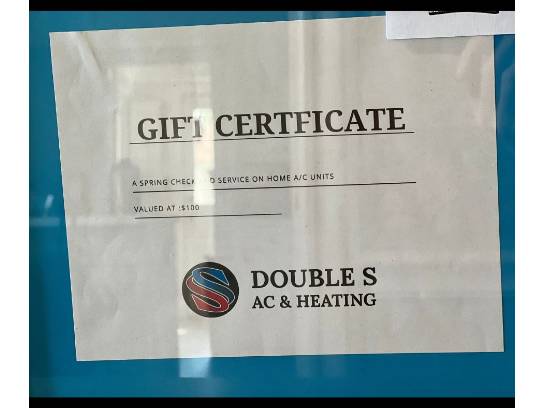 GIFT CERTFICATE
A SPRING CHECK D SERVICE ON HOME A/C UNITS
VALUED AT :$100
DOUBLE S
AC & HEATING